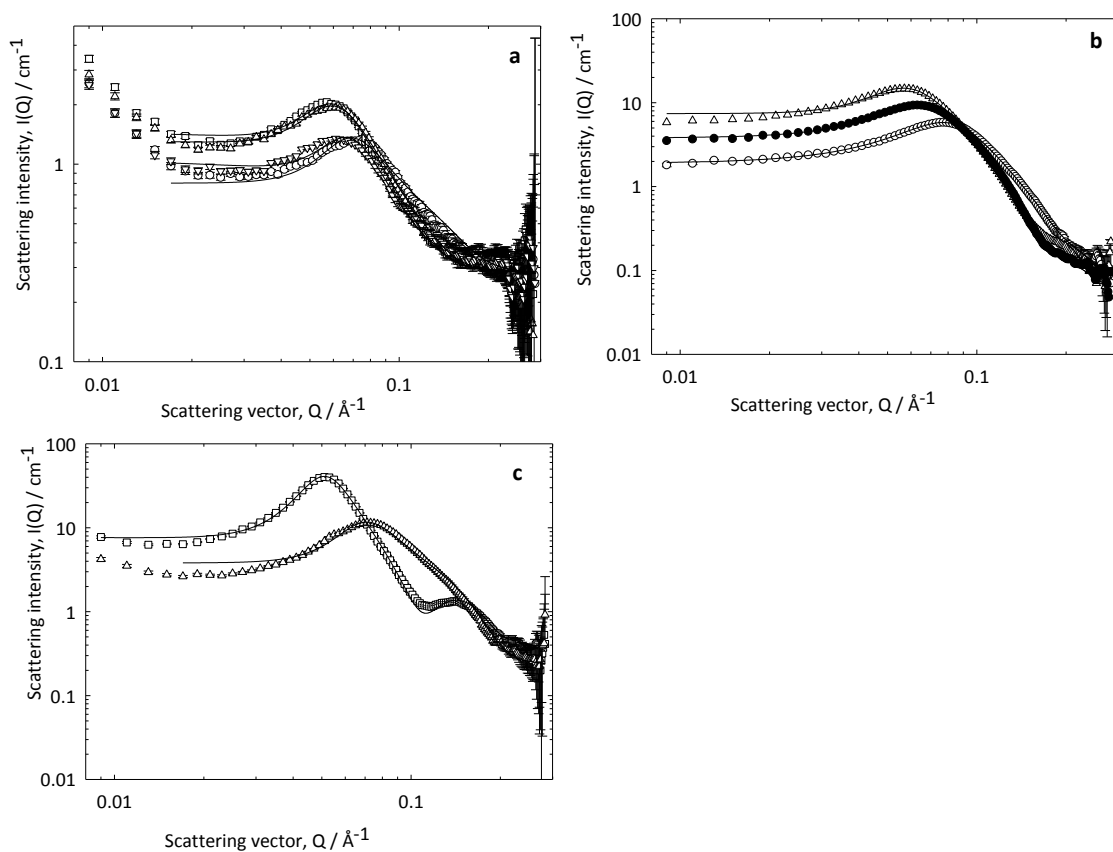 a
Scattering intensity, I(Q) / cm⁻¹
1
0.1
0.01
0.1
Scattering vector, Q / Å⁻¹
b
Scattering intensity, I(Q) / cm⁻¹
100
10
1
0.1
0.01
0.01
0.1
Scattering vector, Q / Å⁻¹
c
Scattering intensity, I(Q) / cm⁻¹
100
10
1
0.1
0.01
0.01
0.1
Scattering vector, Q / Å⁻¹